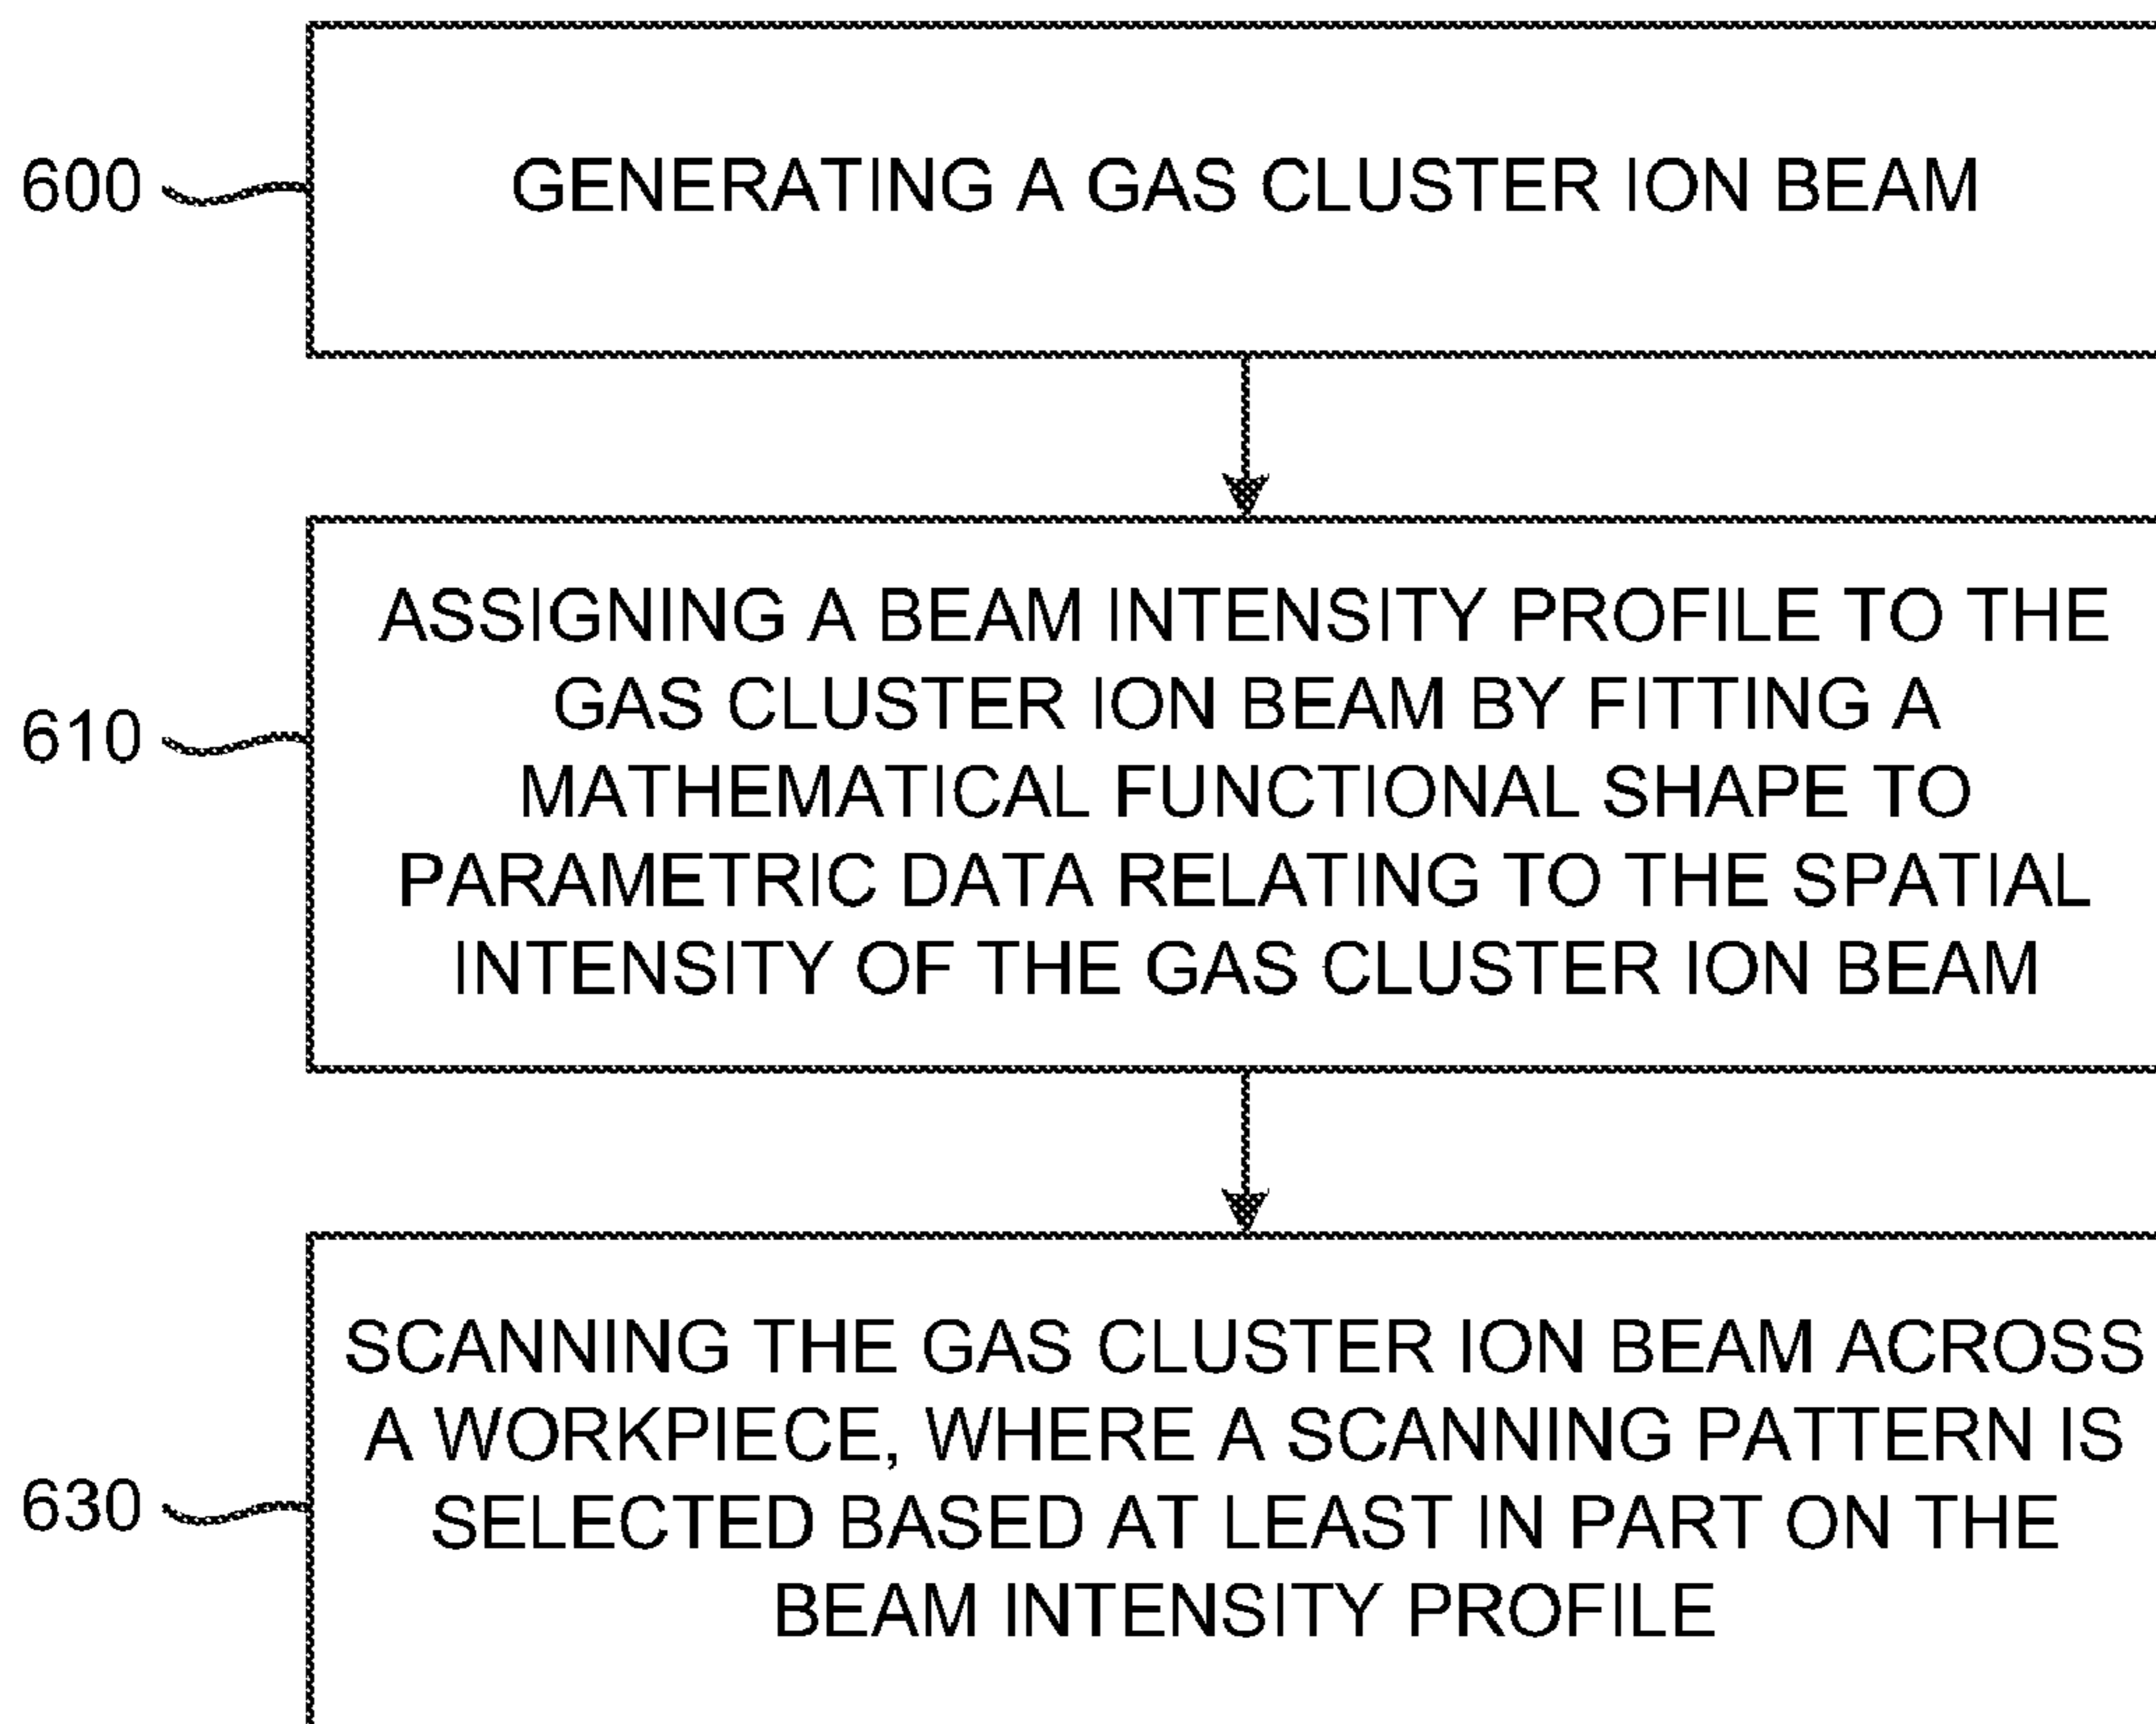 600
GENERATING A GAS CLUSTER ION BEAM
610
ASSIGNING A BEAM INTENSITY PROFILE TO THE
GAS CLUSTER ION BEAM BY FITTING A
MATHEMATICAL FUNCTIONAL SHAPE TO
PARAMETRIC DATA RELATING TO THE SPATIAL
INTENSITY OF THE GAS CLUSTER ION BEAM
630
SCANNING THE GAS CLUSTER ION BEAM ACROSS
A WORKPIECE, WHERE A SCANNING PATTERN IS
SELECTED BASED AT LEAST IN PART ON THE
BEAM INTENSITY PROFILE